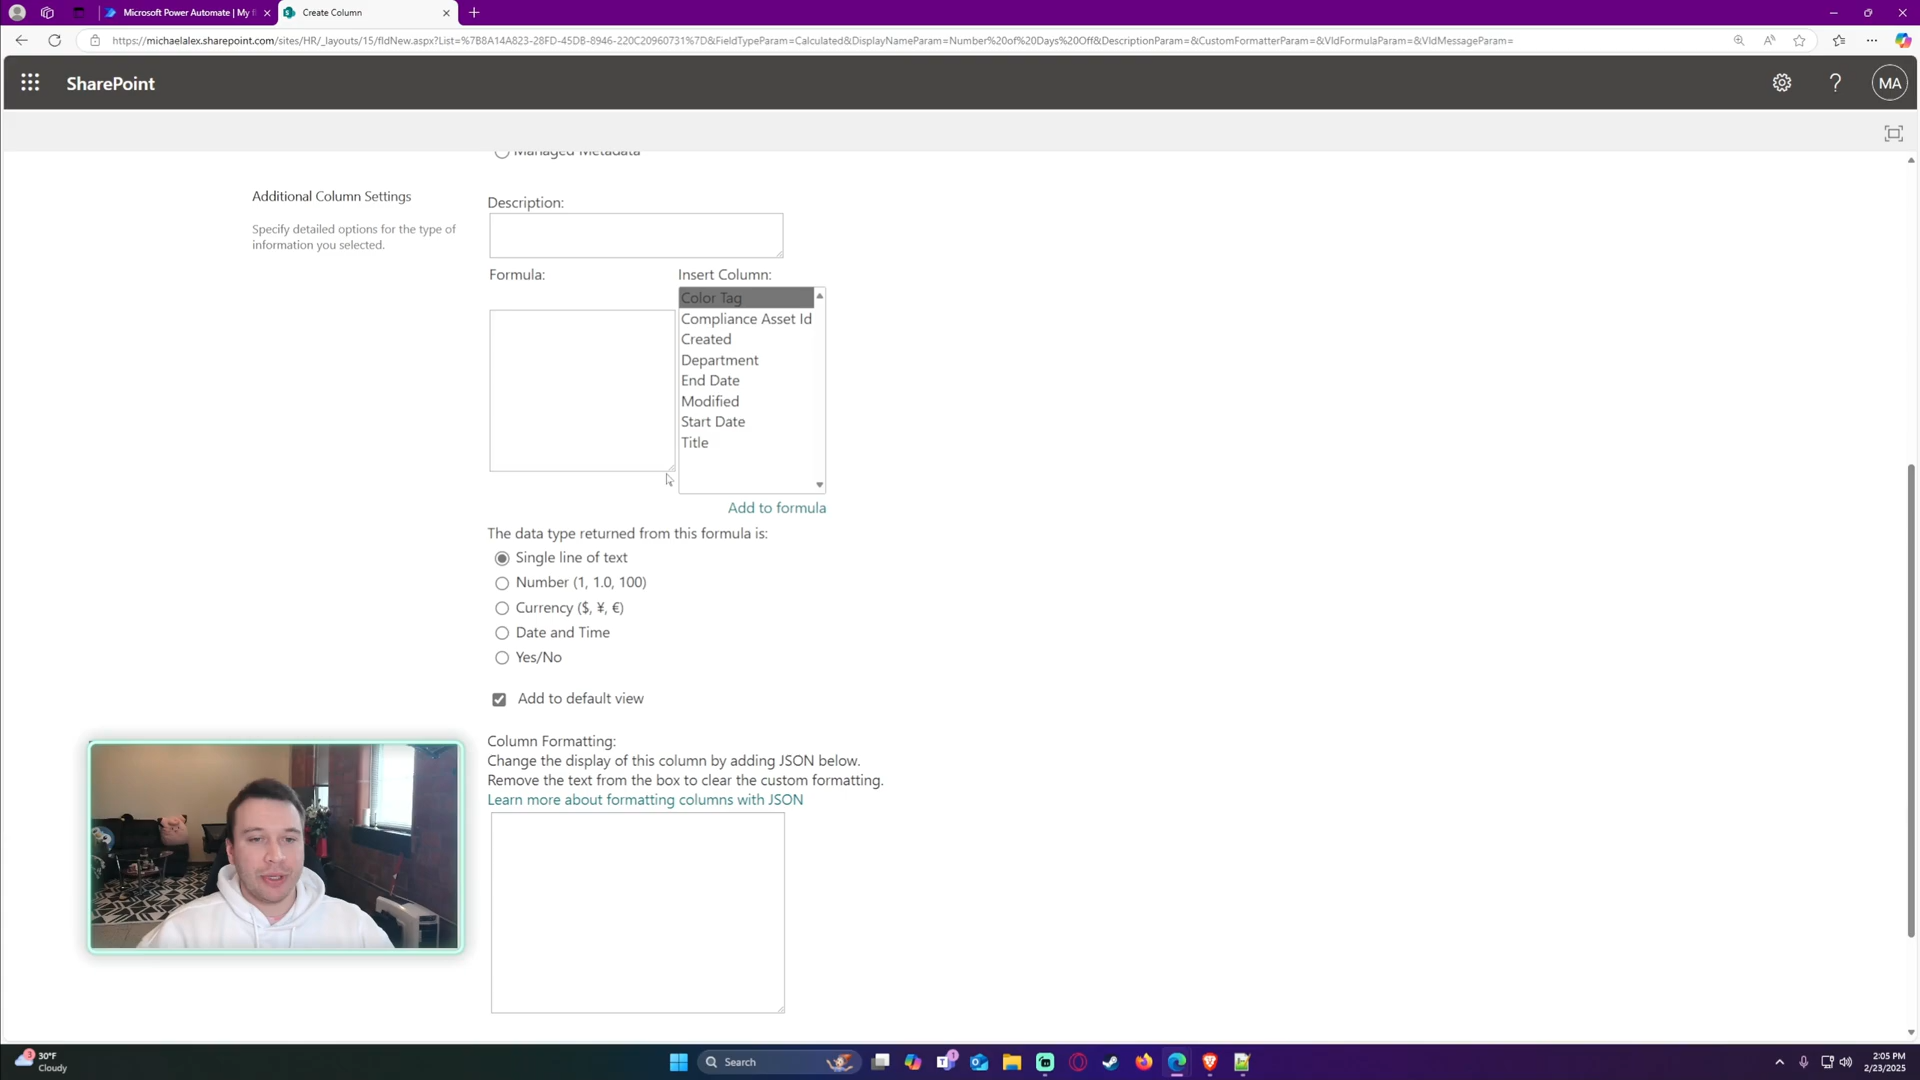 Microsoft Power Automate | My f
Create Column
https://michaelalex.sharepoint.com/sites/HR/_layouts/15/fldNew.aspx?List=%7B8A14A823-28FD-45DB-8946-220C20960731%7D&FieldTypeParam=Calculated&DisplayNameParam=Number%20of%20Days%20Off&DescriptionParam=&CustomFormatterParam=&VldFormulaParam=&VldMessageParam=
SharePoint
MA
Managed Metadata
Additional Column Settings
Specify detailed options for the type of
information you selected.
Description:
Formula:
Insert Column:
Color Tag
Compliance Asset Id
Created
Department
End Date
Modified
Start Date
Title
Add to formula
The data type returned from this formula is:
Single line of text
Number (1, 1.0, 100)
Currency ($, ¥, €)
Date and Time
Yes/No
Add to default view
Column Formatting:
Change the display of this column by adding JSON below.
Remove the text from the box to clear the custom formatting.
Learn more about formatting columns with JSON
3
30°F
Cloudy
Search
1
2:05 PM
2/23/2025